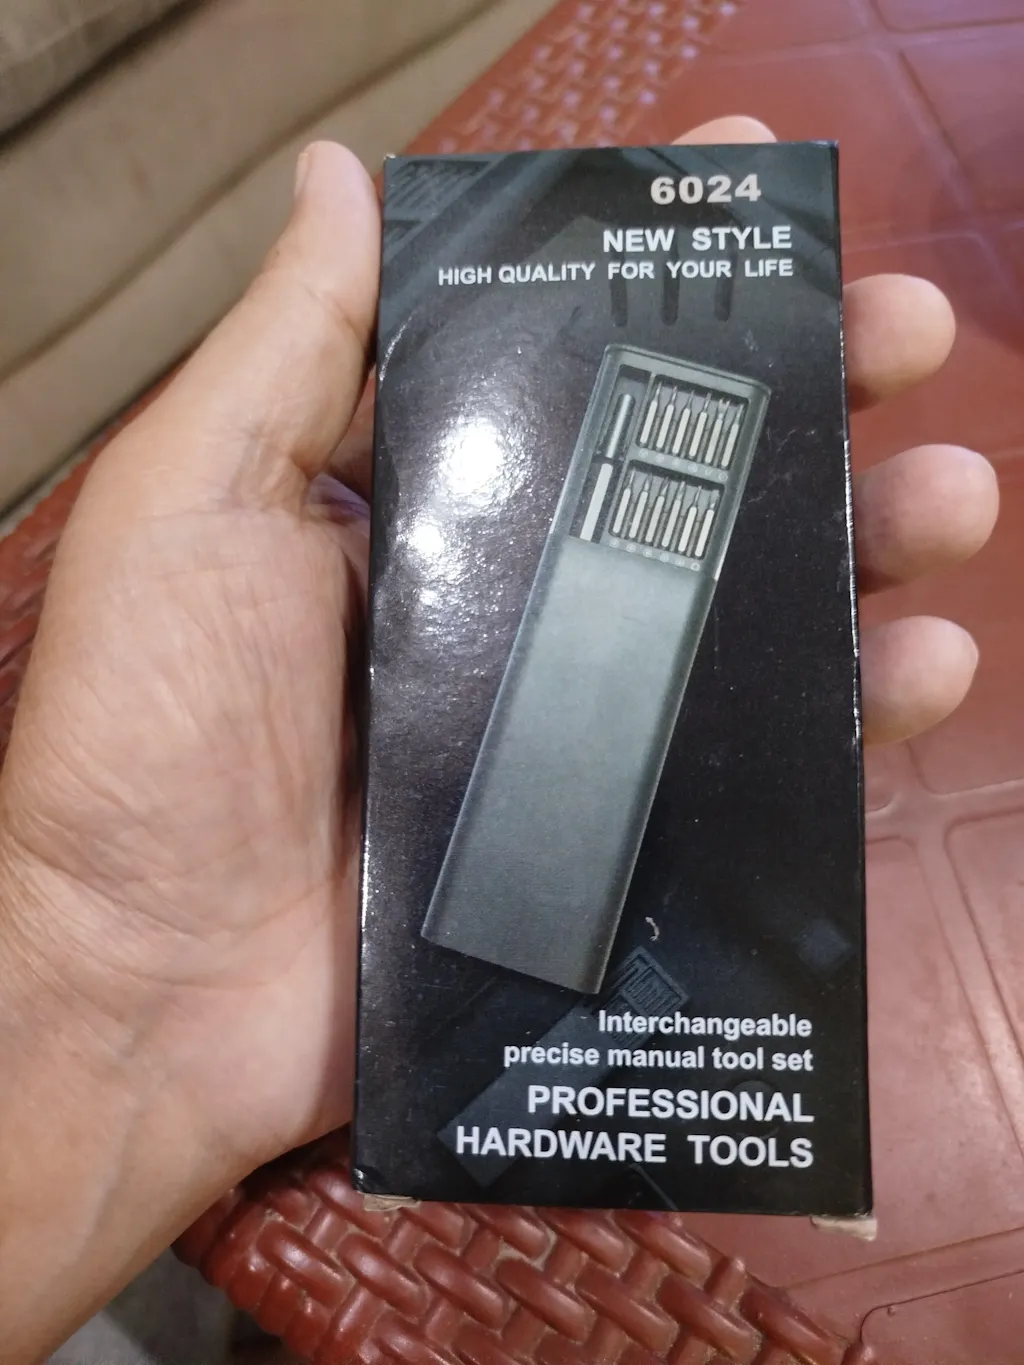 6024
NEW STYLE
HIGH QUALITY FOR YOUR LIFE
Interchangeable
precise manual tool set
PROFESSIONAL
HARDWARE TOOLS